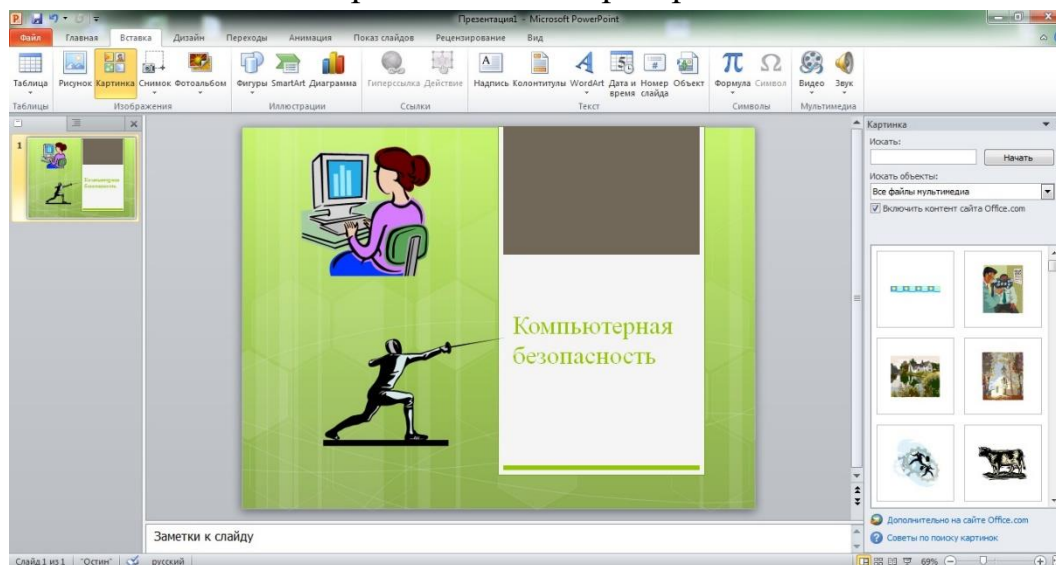 Презентация1 - Microsoft PowerPoint
Файл Главная Вставка Дизайн Переходы Анимация Показ слайдов Рецензирование Вид
Таблица Рисунок Картинка Снимок Фотоальбом Фигуры SmartArt Диаграмма Гиперссылка Действие Надпись Колонтитулы WordArt Дата и время Номер слайда Объект Формула Символ Видео Звук
Таблицы Изображения Иллюстрации Ссылки Текст Символы Мультимедиа
1
Компьютерная
безопасность
Компьютерная
безопасность
Картинка
Искать:
Начать
Искать объекты:
Все файлы мультимедиа
Включить контент сайта Office.com
Дополнительно на сайте Office.com
Советы по поиску картинок
Заметки к слайду
Слайд 1 из 1 "Остин" русский 69%